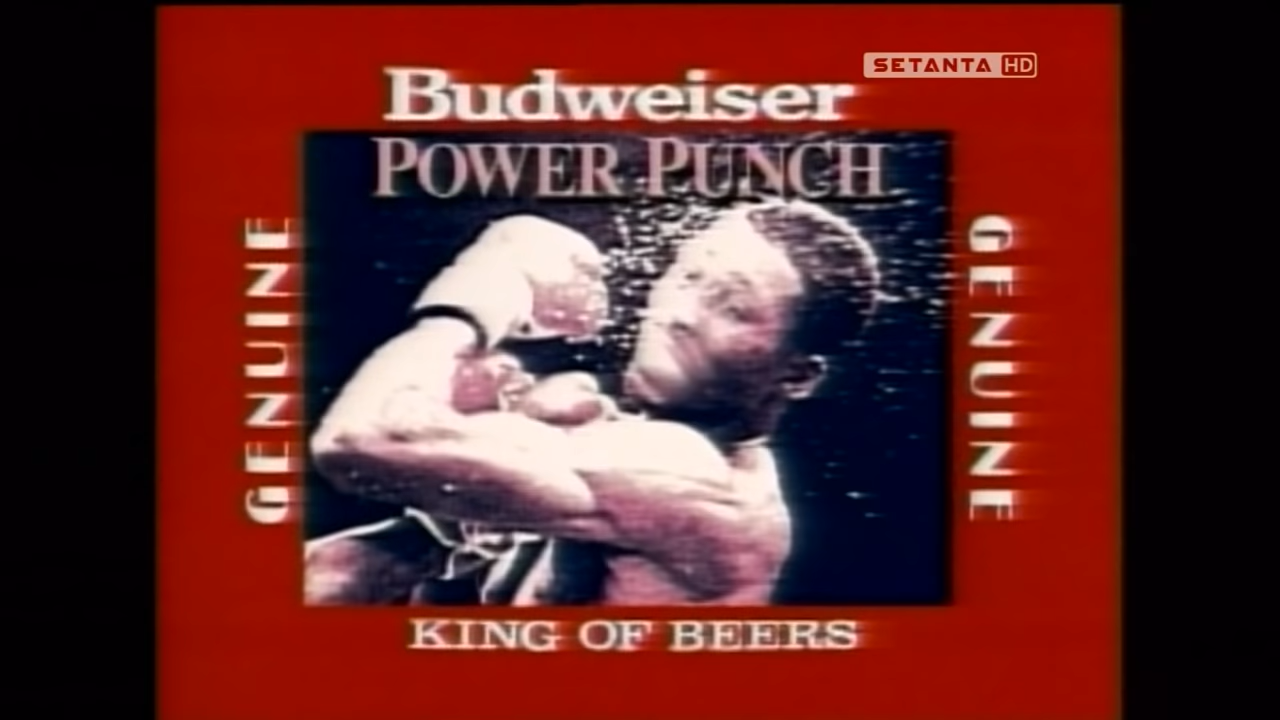 SETANTA HD
Budweiser
POWER PUNCH
GENUINE
GENUINE
KING OF BEERS